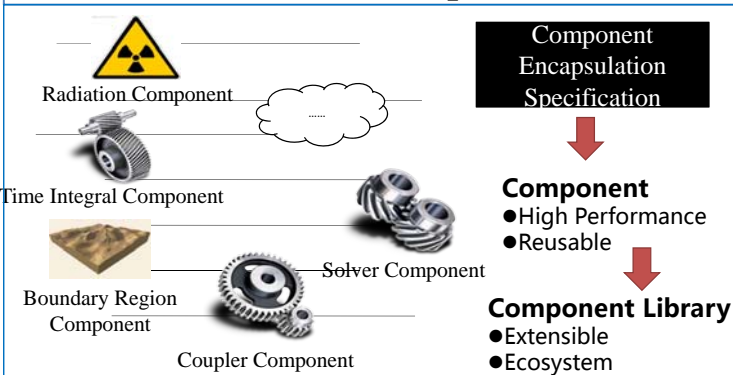 Radiation Component
......
Time Integral Component
Solver Component
Boundary Region
Component
Coupler Component
Component
Encapsulation
Specification
Component
●High Performance
●Reusable
Component Library
●Extensible
●Ecosystem